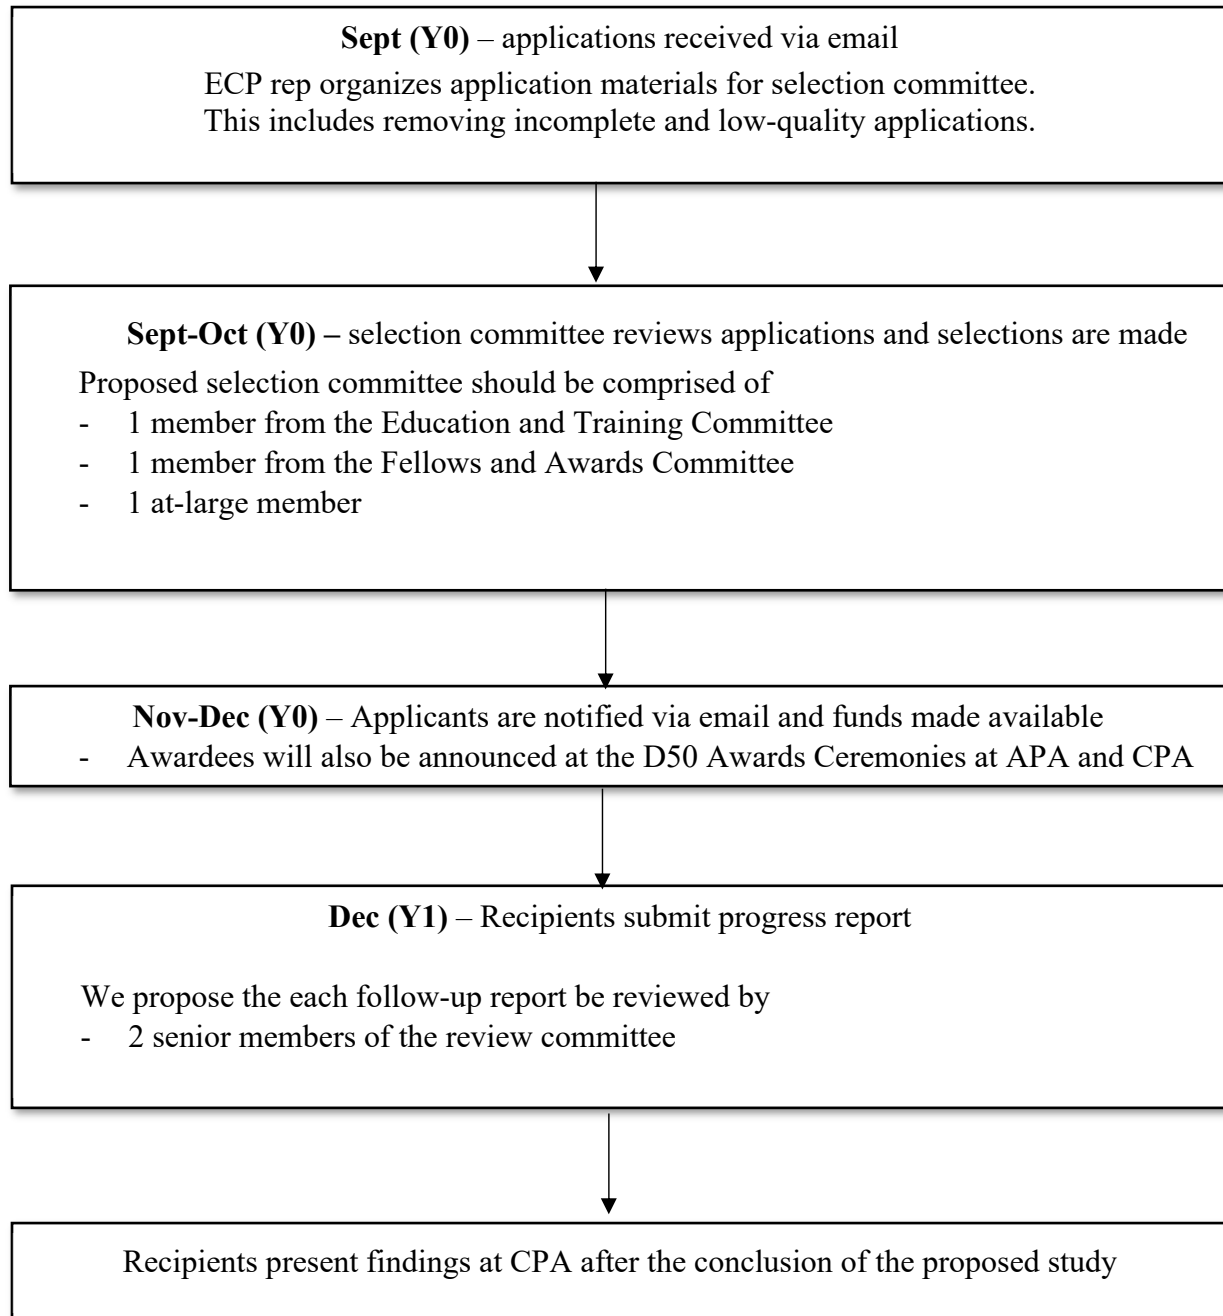 Sept (Y0) – applications received via email
ECP rep organizes application materials for selection committee.
This includes removing incomplete and low-quality applications.
Sept-Oct (Y0) – selection committee reviews applications and selections are made
Proposed selection committee should be comprised of
- 1 member from the Education and Training Committee
- 1 member from the Fellows and Awards Committee
- 1 at-large member
Nov-Dec (Y0) – Applicants are notified via email and funds made available
- Awardees will also be announced at the D50 Awards Ceremonies at APA and CPA
Dec (Y1) – Recipients submit progress report
We propose the each follow-up report be reviewed by
- 2 senior members of the review committee
Recipients present findings at CPA after the conclusion of the proposed study